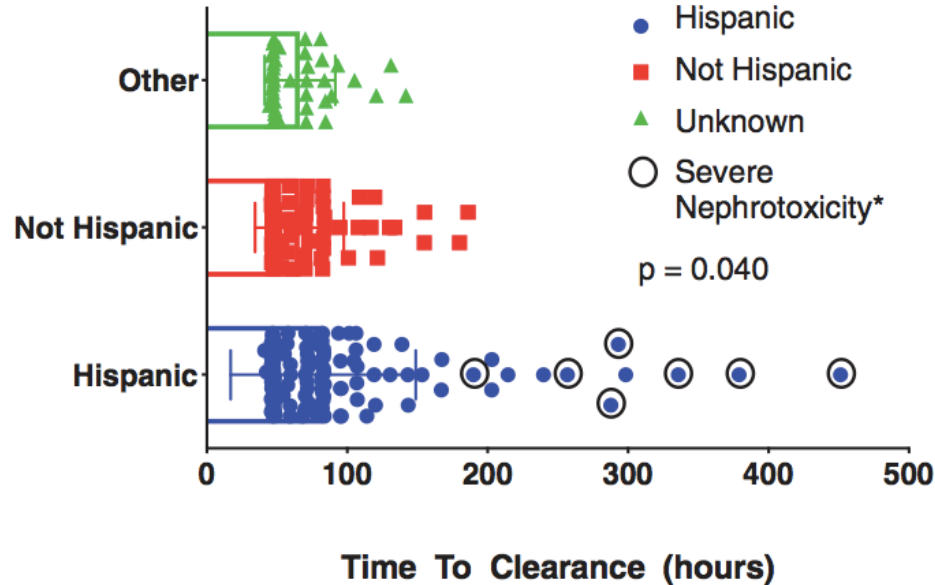 Hispanic
Not Hispanic
Unknown
Severe
Nephrotoxicity*
p = 0.040
Other
Not Hispanic
Hispanic
0 100 200 300 400 500
Time To Clearance (hours)